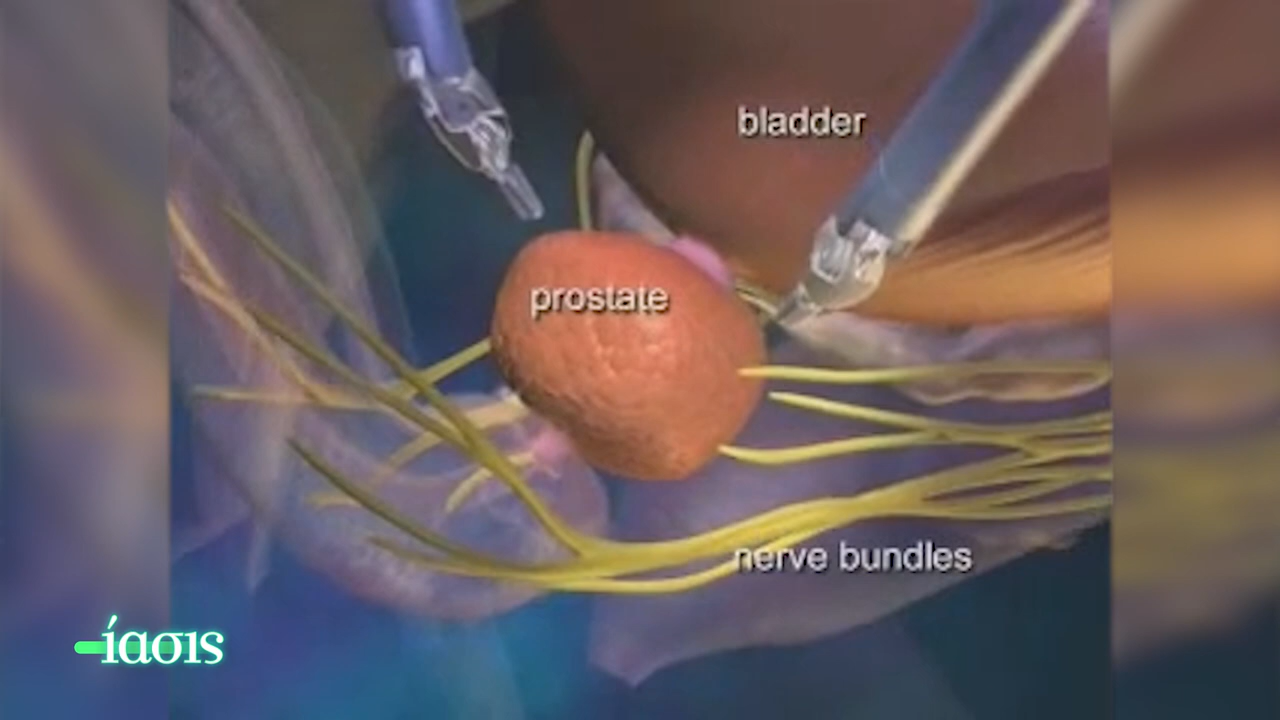 bladder
prostate
nerve bundles
ίασις